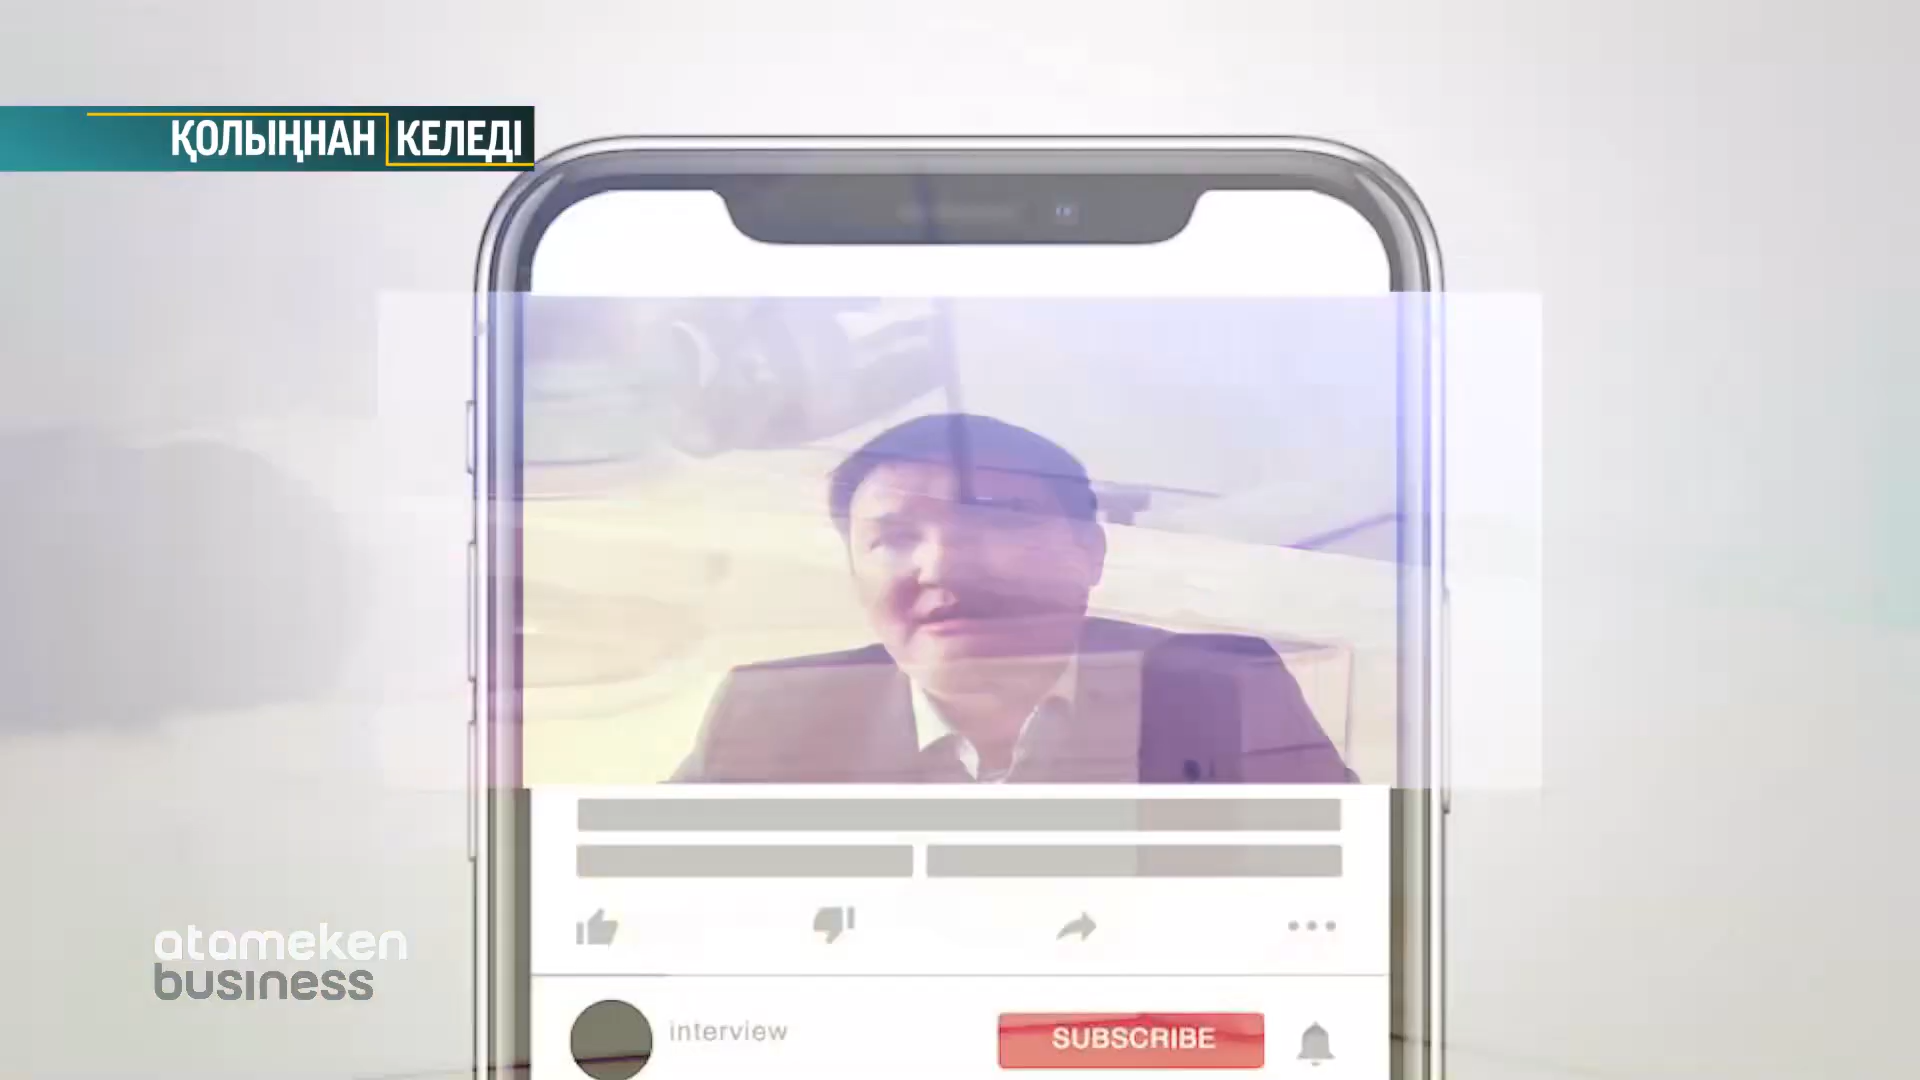 ҚОЛЫҢНАН КЕЛЕДІ
atameken
business
interview
SUBSCRIBE